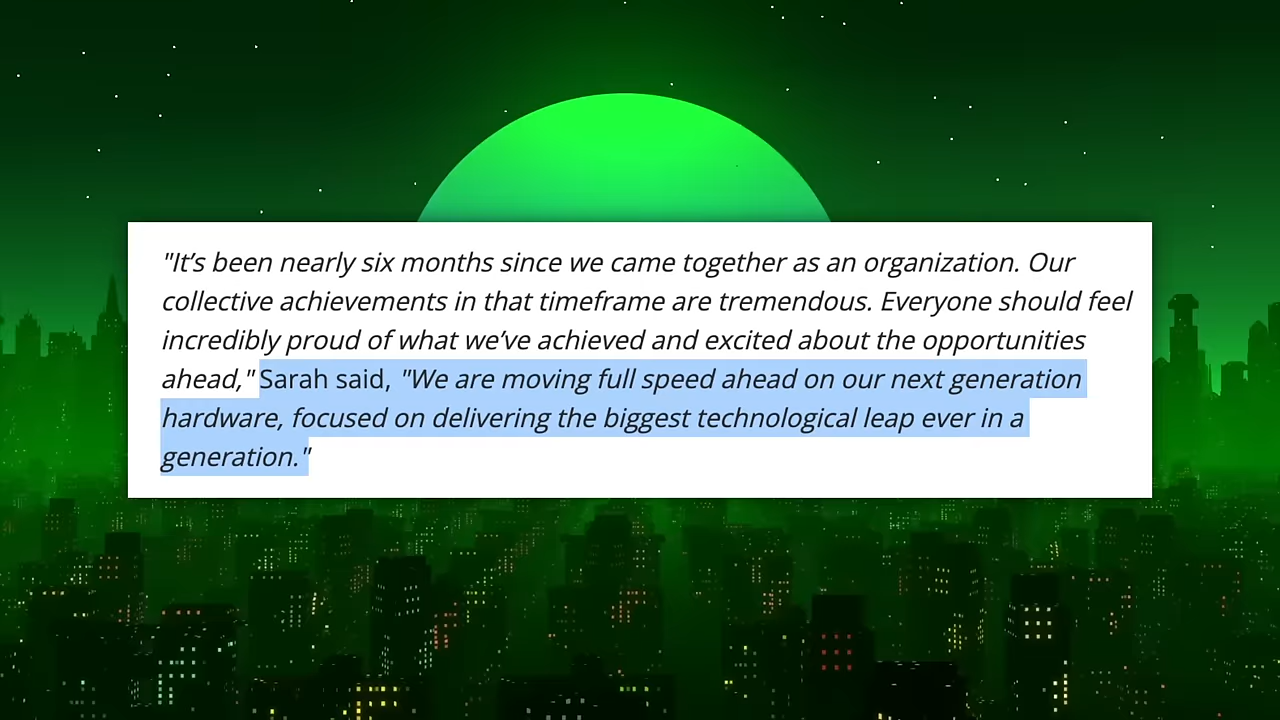 "It’s been nearly six months since we came together as an organization. Our
collective achievements in that timeframe are tremendous. Everyone should feel
incredibly proud of what we’ve achieved and excited about the opportunities
ahead," Sarah said, "We are moving full speed ahead on our next generation
hardware, focused on delivering the biggest technological leap ever in a
generation."